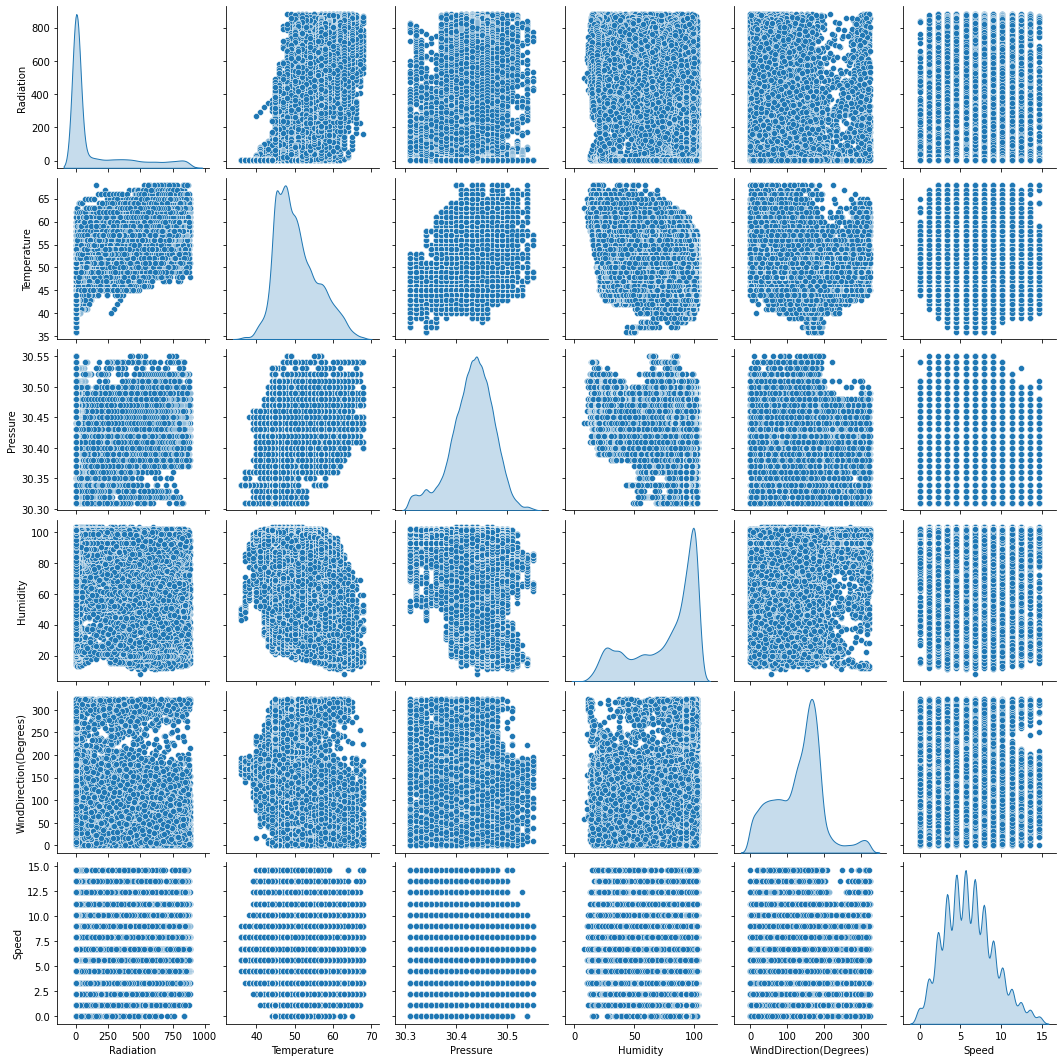 Radiation
800
600
400
200
0
Temperature
65
60
55
50
45
40
35
Pressure
30.55
30.50
30.45
30.40
30.35
30.30
Humidity
100
80
60
40
20
WindDirection(Degrees)
300
250
200
150
100
50
0
Speed
15.0
12.5
10.0
7.5
5.0
2.5
0.0
0 250 500 750 1000
Radiation
40 50 60 70
Temperature
30.3 30.4 30.5
Pressure
0 50 100
Humidity
0 100 200 300
WindDirection(Degrees)
0 5 10 15
Speed